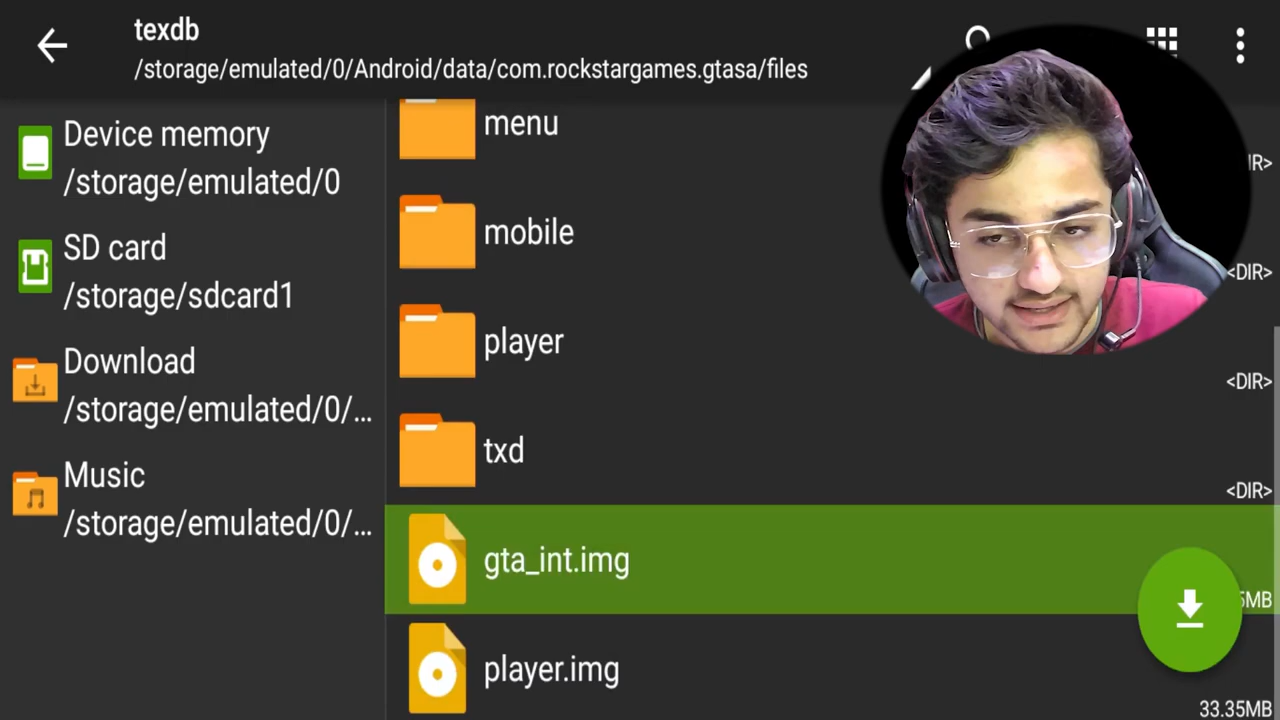 texdb
/storage/emulated/0/Android/data/com.rockstargames.gtasa/files
Device memory
/storage/emulated/0
SD card
/storage/sdcard1
Download
/storage/emulated/0/...
Music
/storage/emulated/0/...
menu
mobile
<DIR>
player
<DIR>
txd
<DIR>
gta_int.img
player.img
33.35MB